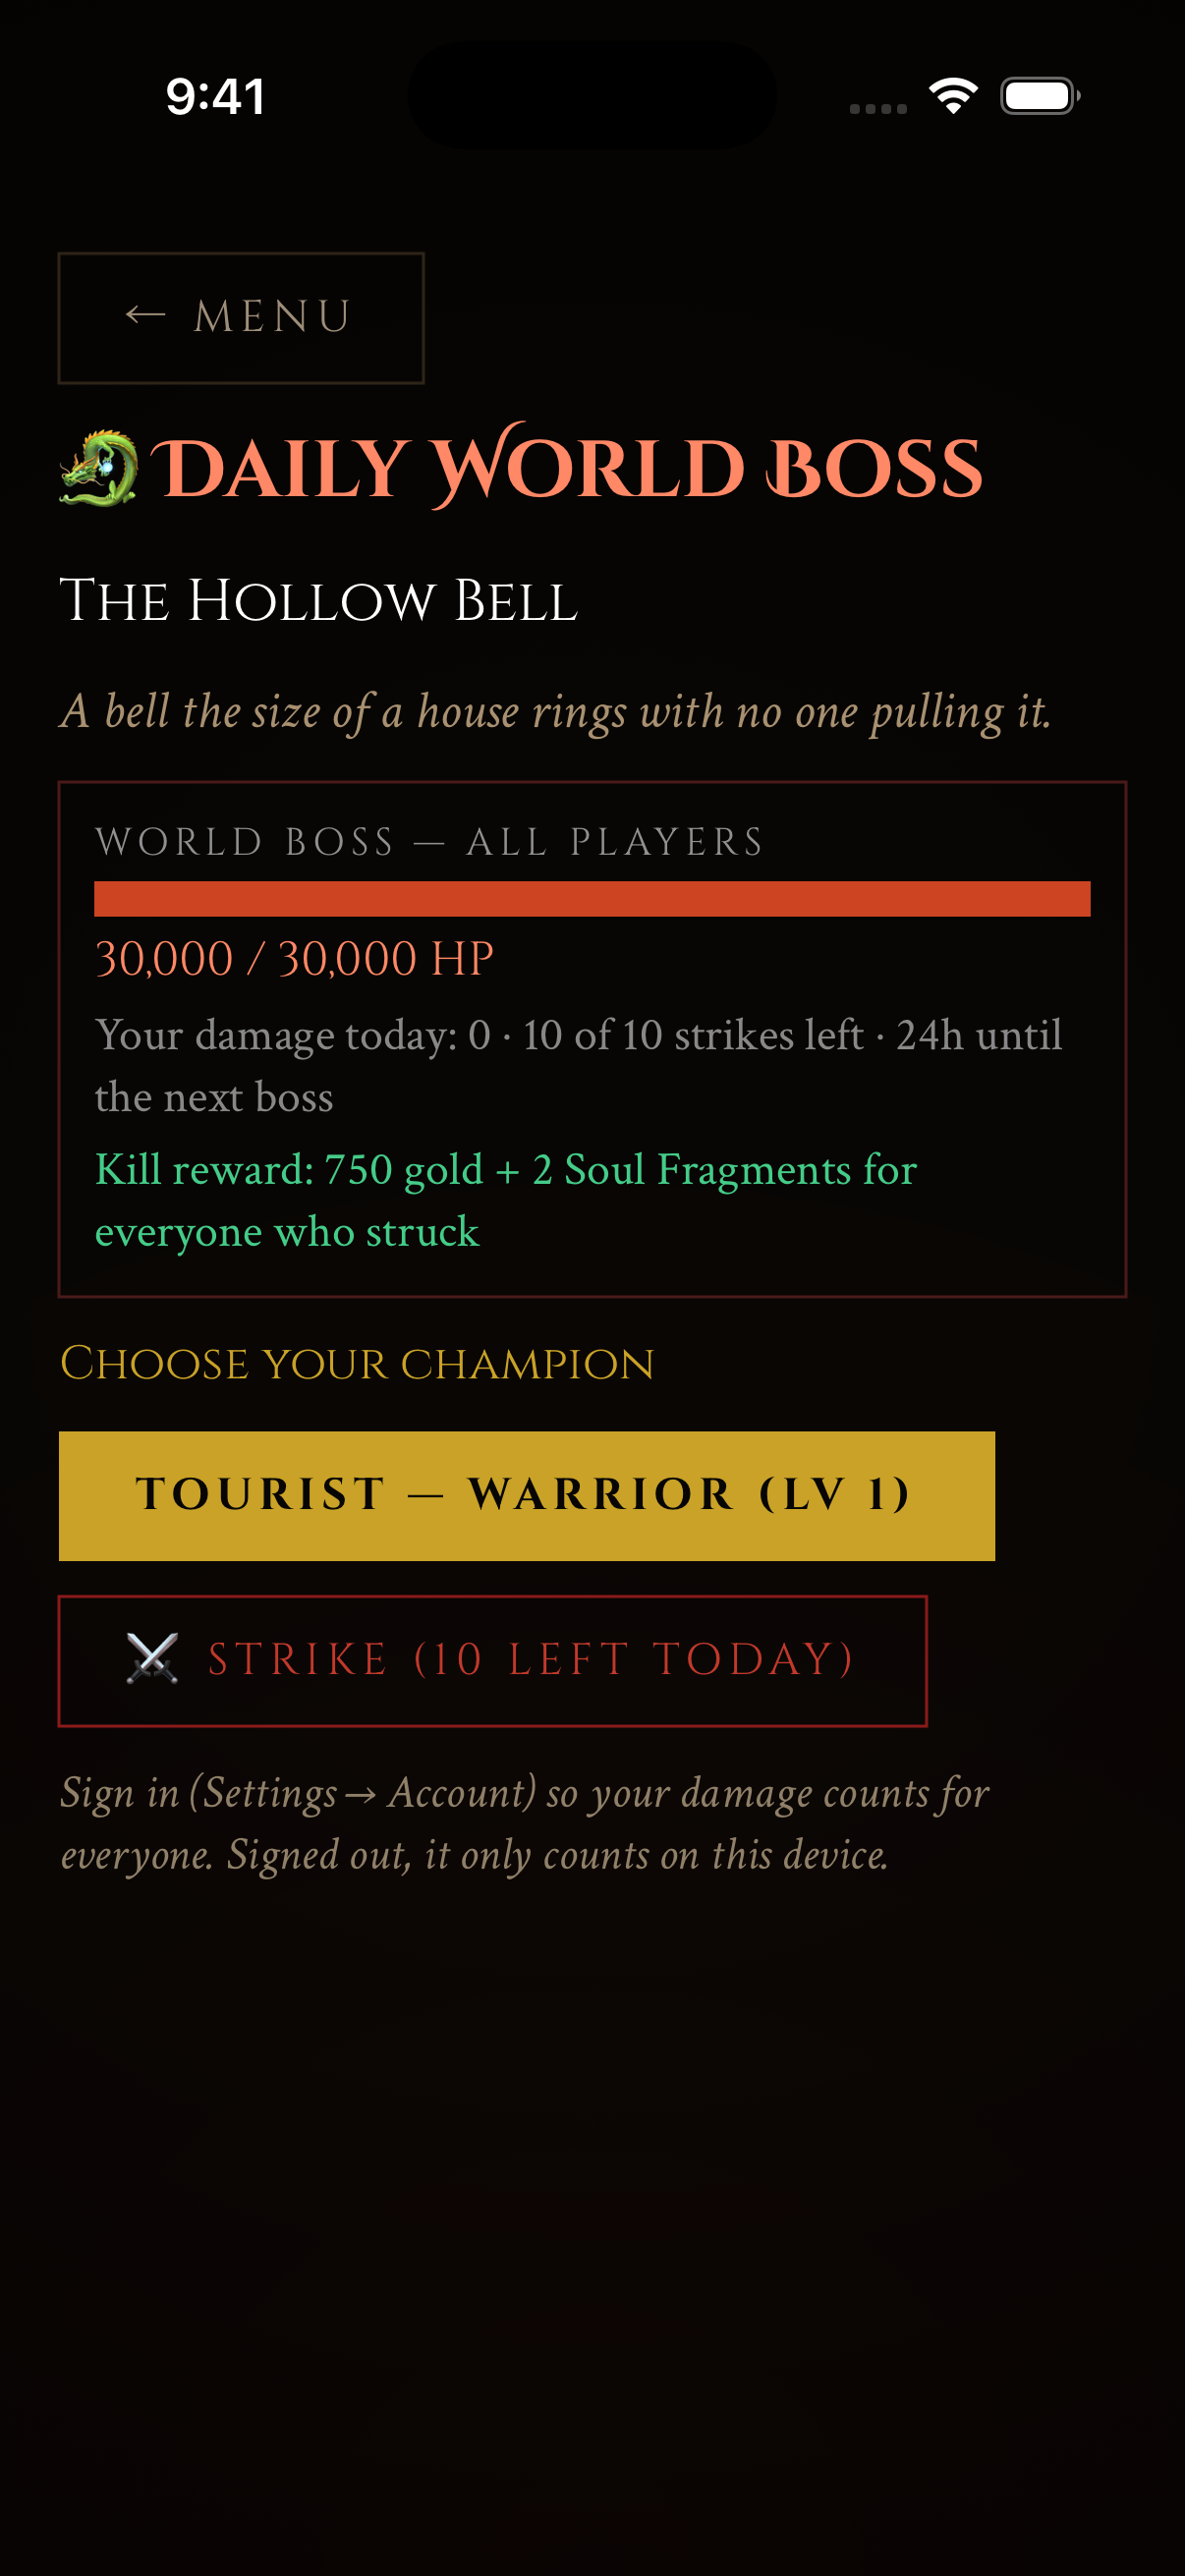 9:41
← MENU
DAILY WORLD BOSS
THE HOLLOW BELL
A bell the size of a house rings with no one pulling it.
WORLD BOSS — ALL PLAYERS
30,000 / 30,000 HP
Your damage today: 0 · 10 of 10 strikes left · 24h until
the next boss
Kill reward: 750 gold + 2 Soul Fragments for
everyone who struck
CHOOSE YOUR CHAMPION
TOURIST — WARRIOR (LV 1)
⚔️ STRIKE (10 LEFT TODAY)
Sign in (Settings → Account) so your damage counts for
everyone. Signed out, it only counts on this device.